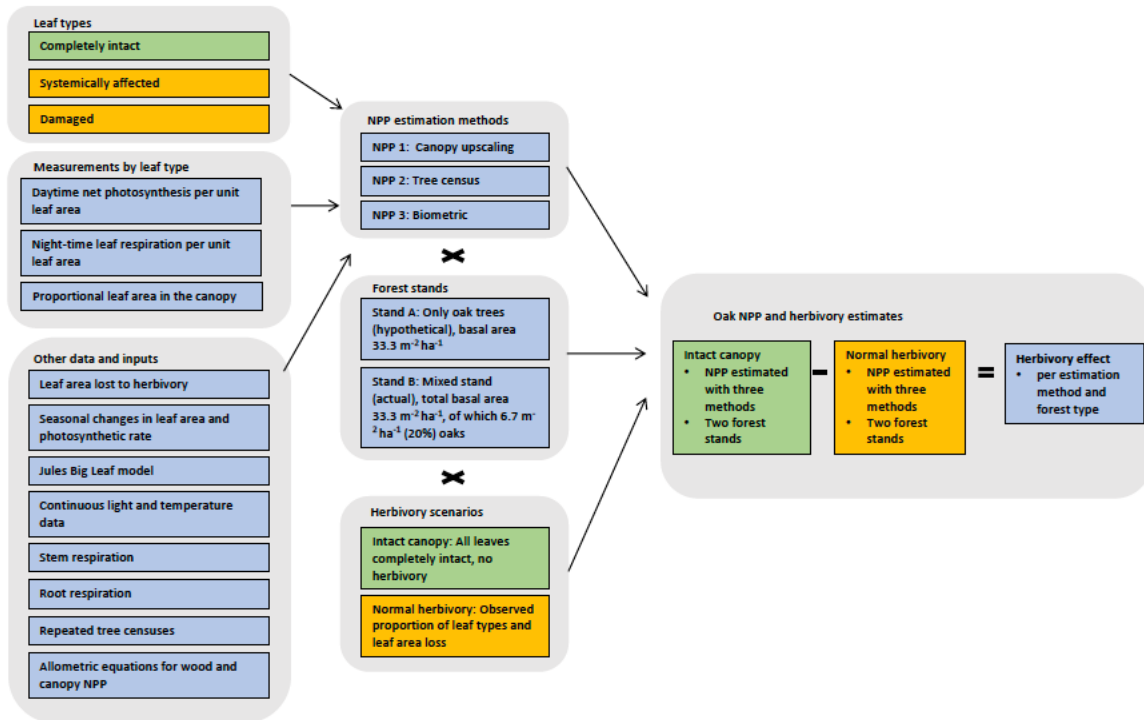 Leaf types
Completely intact
Systemically affected
Damaged
Measurements by leaf type
Daytime net photosynthesis per unit
leaf area
Night-time leaf respiration per unit
leaf area
Proportional leaf area in the canopy
Other data and inputs
Leaf area lost to herbivory
Seasonal changes in leaf area and
photosynthetic rate
Jules Big Leaf model
Continuous light and temperature
data
Stem respiration
Root respiration
Repeated tree censuses
Allometric equations for wood and
canopy NPP
NPP estimation methods
NPP 1: Canopy upscaling
NPP 2: Tree census
NPP 3: Biometric
×
Forest stands
Stand A: Only oak trees
(hypothetical), basal area
33.3 m⁻² ha⁻¹
Stand B: Mixed stand
(actual), total basal area
33.3 m⁻² ha⁻¹, of which 6.7 m⁻
² ha⁻¹ (20%) oaks
×
Herbivory scenarios
Intact canopy: All leaves
completely intact, no
herbivory
Normal herbivory: Observed
proportion of leaf types and
leaf area loss
Oak NPP and herbivory estimates
Intact canopy
• NPP estimated
with three
methods
• Two forest
stands
−
Normal herbivory
• NPP estimated
with three
methods
• Two forest
stands
=
Herbivory effect
• per estimation
method and
forest type